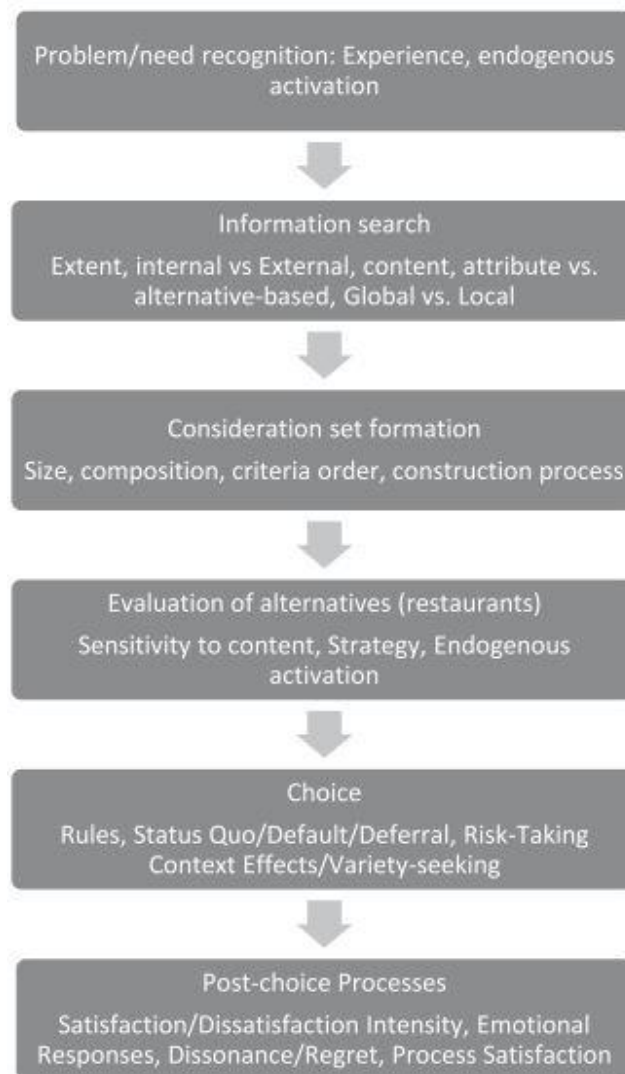 Problem/need recognition: Experience, endogenous
activation
Information search
Extent, internal vs External, content, attribute vs.
alternative-based, Global vs. Local
Consideration set formation
Size, composition, criteria order, construction process
Evaluation of alternatives (restaurants)
Sensitivity to content, Strategy, Endogenous
activation
Choice
Rules, Status Quo/Default/Deferral, Risk-Taking
Context Effects/Variety-seeking
Post-choice Processes
Satisfaction/Dissatisfaction Intensity, Emotional
Responses, Dissonance/Regret, Process Satisfaction